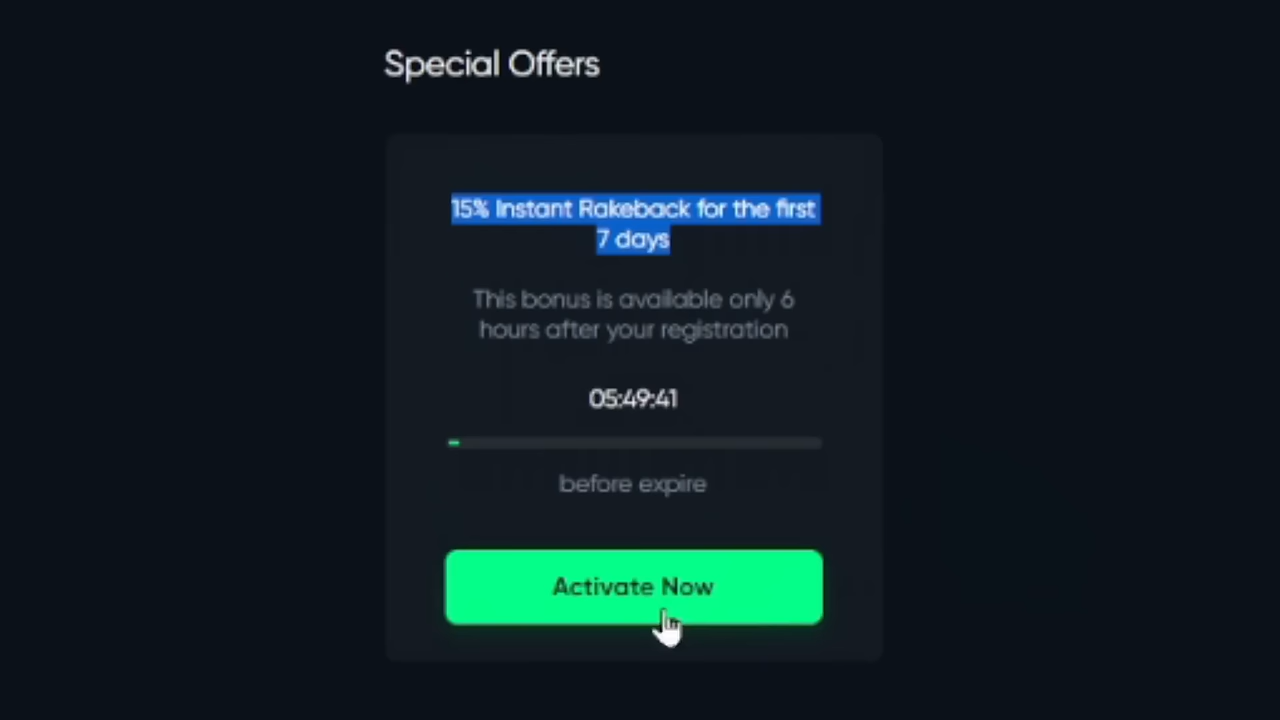 Special Offers
15% Instant Rakeback for the first
7 days
This bonus is available only 6
hours after your registration
05:49:41
before expire
Activate Now